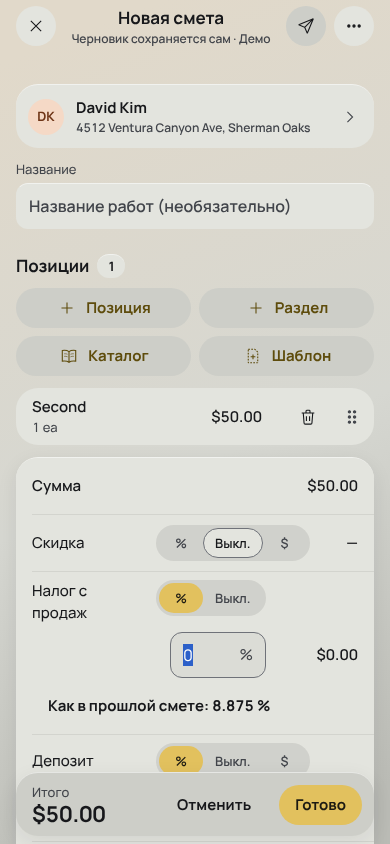 Новая смета
Черновик сохраняется сам · Демо
DK
David Kim
4512 Ventura Canyon Ave, Sherman Oaks
Название
Название работ (необязательно)
Позиции 1
+ Позиция
+ Раздел
Каталог
Шаблон
Second
1 ea
$50.00
Сумма
$50.00
Скидка
% Выкл. $
—
Налог с
продаж
% Выкл.
0 %
$0.00
Как в прошлой смете: 8.875 %
Депозит
% Выкл. $
Итого
$50.00
Отменить
Готово